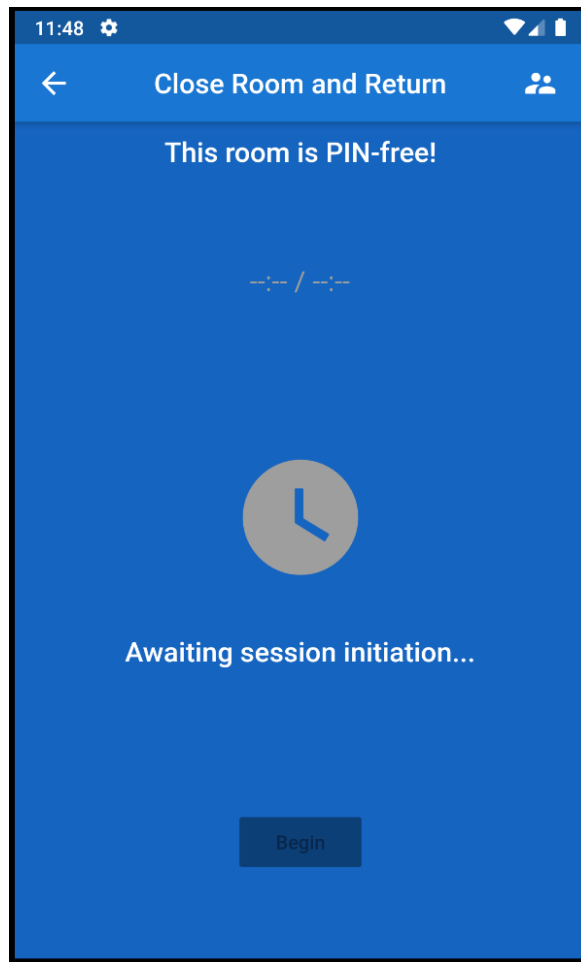 11:48
Close Room and Return
This room is PIN-free!
--:-- / --:--
Awaiting session initiation...
Begin